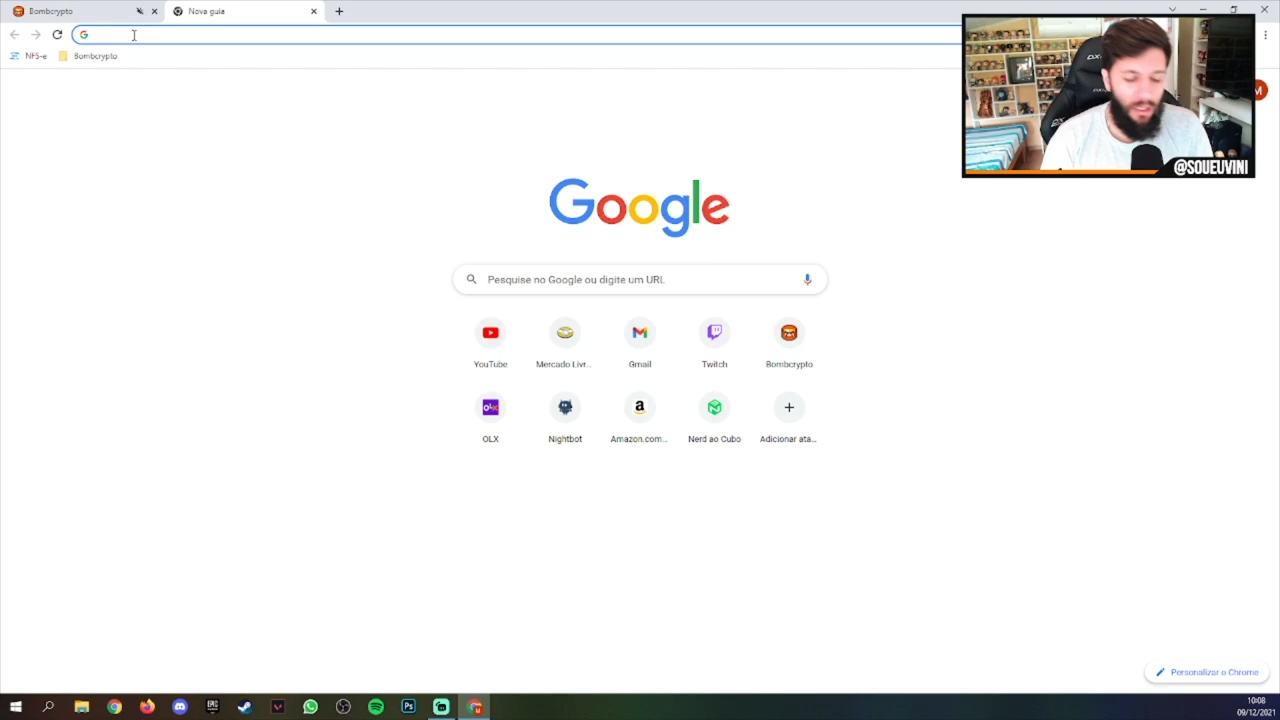 Bombcrypto
Nova guia
NFS-e
Bombcrypto
@SOUEUVINI
M
Google
Pesquise no Google ou digite um URL
YouTube
Mercado Livr...
Gmail
Twitch
Bombcrypto
OLX
Nightbot
Amazon.com...
Nerd ao Cubo
Adicionar ata...
Personalizar o Chrome
10:08
09/12/2021